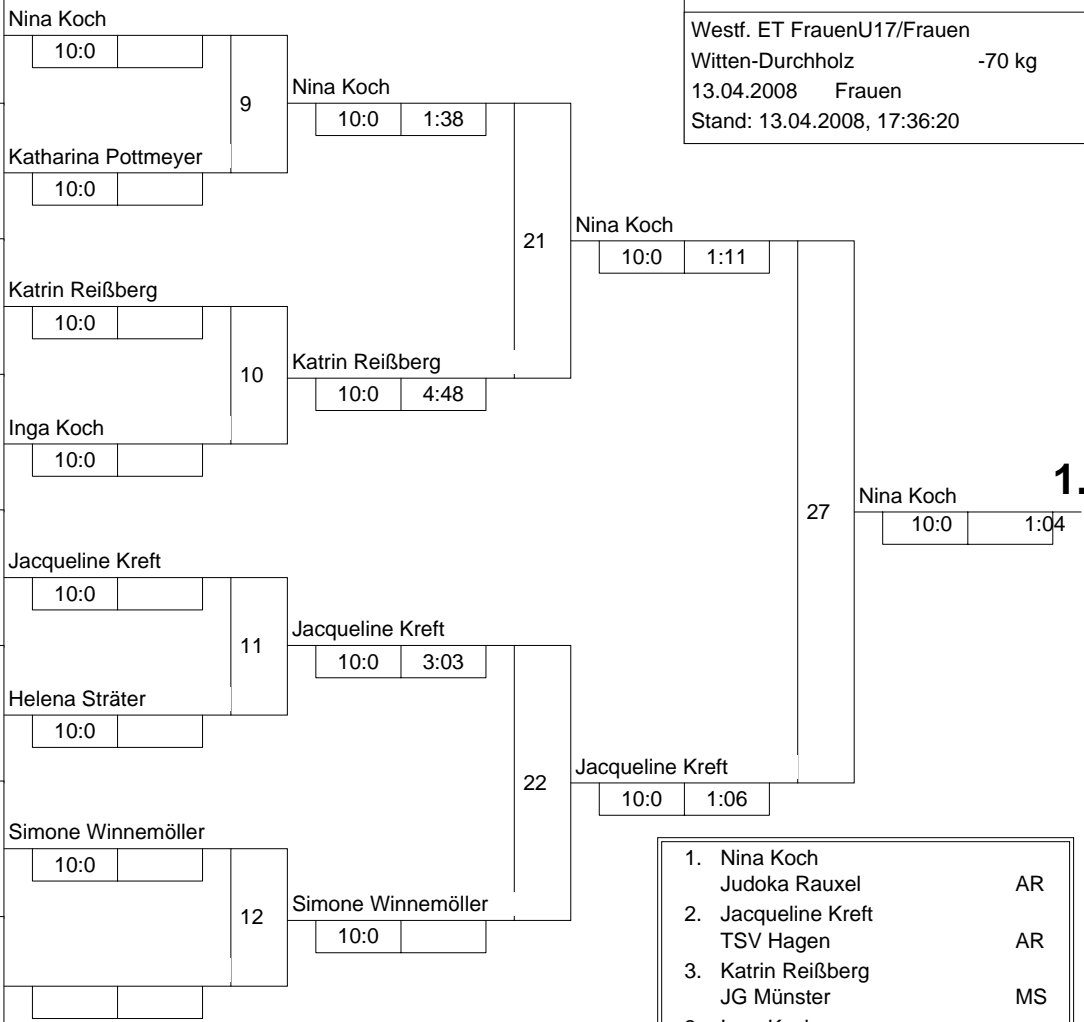 Westf. ET FrauenU17/Frauen
Witten-Durchholz -70 kg
13.04.2008 Frauen
Stand: 13.04.2008, 17:36:20
Nina Koch
10:0
9
Katharina Pottmeyer
10:0
Nina Koch
10:0 1:38
21
Katrin Reißberg
10:0
10
Inga Koch
10:0
Katrin Reißberg
10:0 4:48
Nina Koch
10:0 1:11
27
Nina Koch 1.
10:0 1:04
Jacqueline Kreft
10:0
11
Helena Sträter
10:0
Jacqueline Kreft
10:0 3:03
22
Simone Winnemöller
10:0
12
Simone Winnemöller
10:0
Jacqueline Kreft
10:0 1:06
1. Nina Koch
Judoka Rauxel AR
2. Jacqueline Kreft
TSV Hagen AR
3. Katrin Reißberg
JG Münster MS